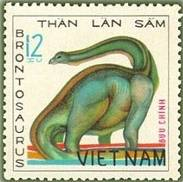 THẰN LẰN SẤM
BRONTOSAURUS
12
XU
BƯU CHÍNH
VIETNAM